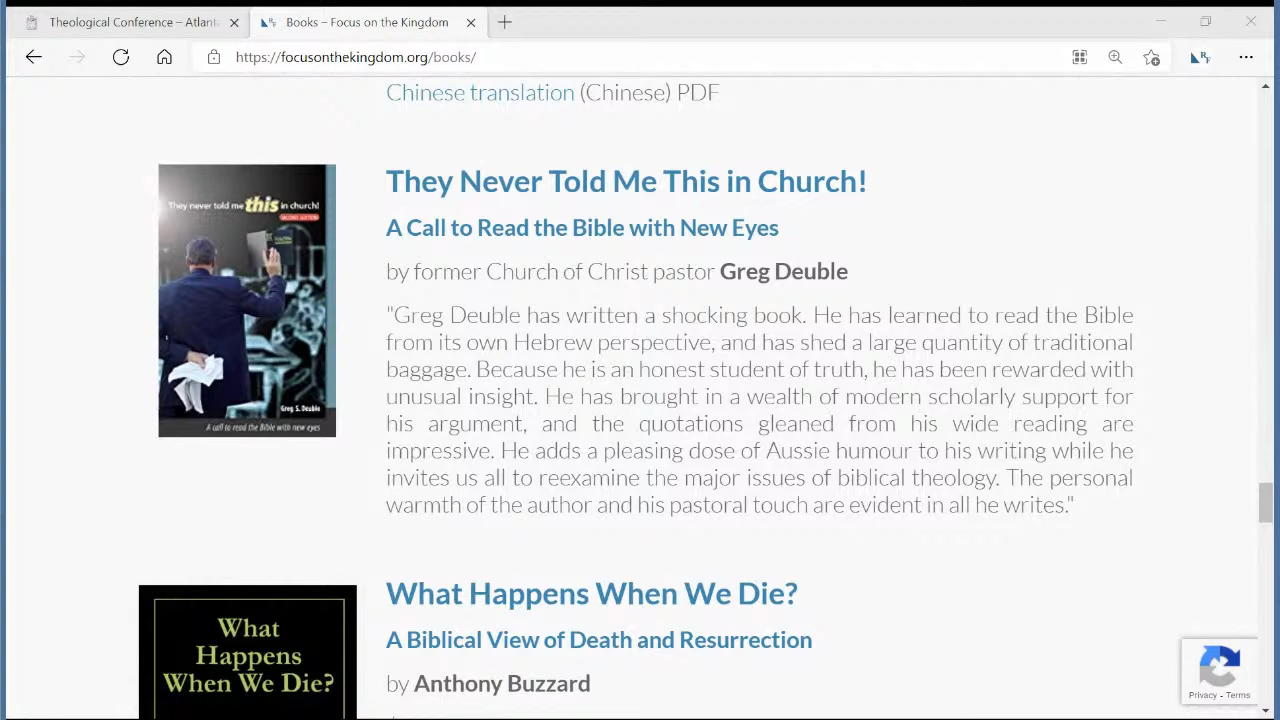 Theological Conference – Atlant
Books – Focus on the Kingdom
https://focusonthekingdom.org/books/
Chinese translation (Chinese) PDF
They never told me this in church!
SECOND EDITION
Greg S. Deuble
A call to read the Bible with new eyes
They Never Told Me This in Church!
A Call to Read the Bible with New Eyes
by former Church of Christ pastor Greg Deuble
"Greg Deuble has written a shocking book. He has learned to read the Bible
from its own Hebrew perspective, and has shed a large quantity of traditional
baggage. Because he is an honest student of truth, he has been rewarded with
unusual insight. He has brought in a wealth of modern scholarly support for
his argument, and the quotations gleaned from his wide reading are
impressive. He adds a pleasing dose of Aussie humour to his writing while he
invites us all to reexamine the major issues of biblical theology. The personal
warmth of the author and his pastoral touch are evident in all he writes."
What
Happens
When We Die?
What Happens When We Die?
A Biblical View of Death and Resurrection
by Anthony Buzzard
Privacy - Terms